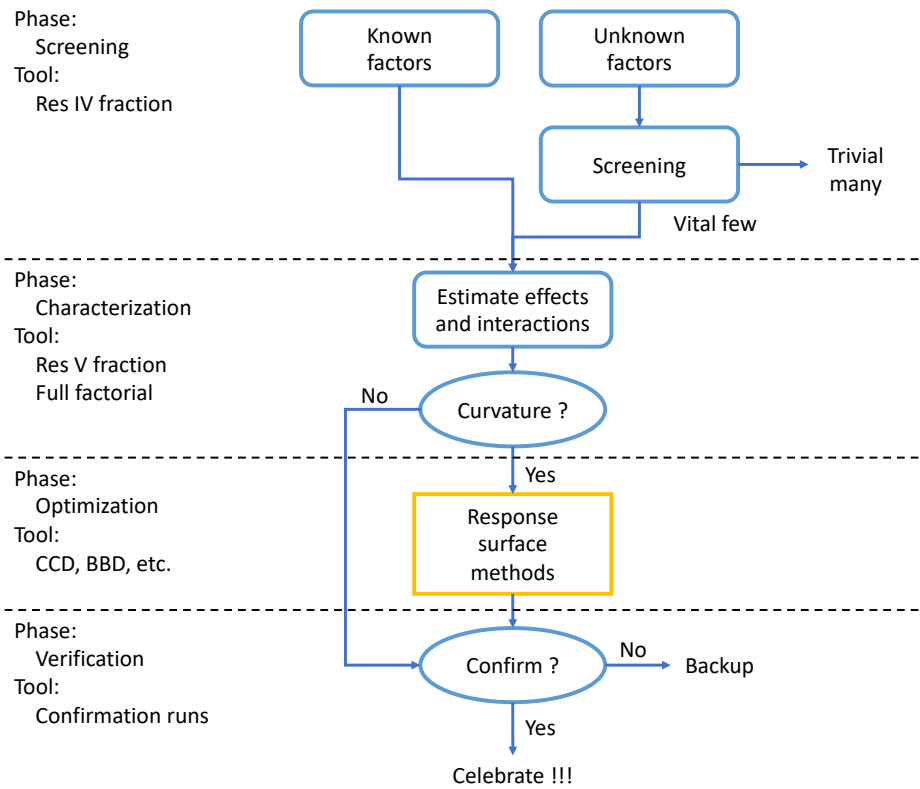 Phase:
Screening
Tool:
Res IV fraction
Known
factors
Unknown
factors
Screening
Trivial
many
Vital few
Phase:
Characterization
Tool:
Res V fraction
Full factorial
Estimate effects
and interactions
No
Curvature ?
Yes
Phase:
Optimization
Tool:
CCD, BBD, etc.
Response
surface
methods
Phase:
Verification
Tool:
Confirmation runs
Confirm ?
No
Backup
Yes
Celebrate !!!